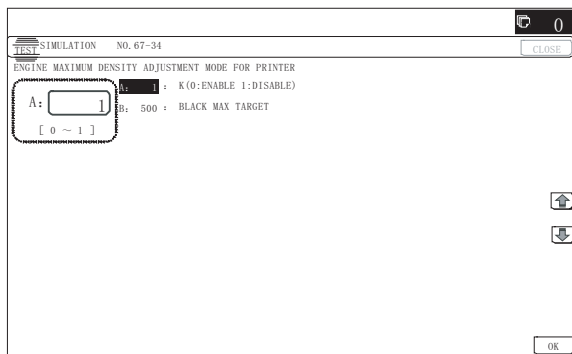 0
TEST SIMULATION NO.67-34 CLOSE
ENGINE MAXIMUM DENSITY ADJUSTMENT MODE FOR PRINTER
A: 1
[ 0 ~ 1 ]
A: 1 : K(0:ENABLE 1:DISABLE)
B: 500 : BLACK MAX TARGET
OK